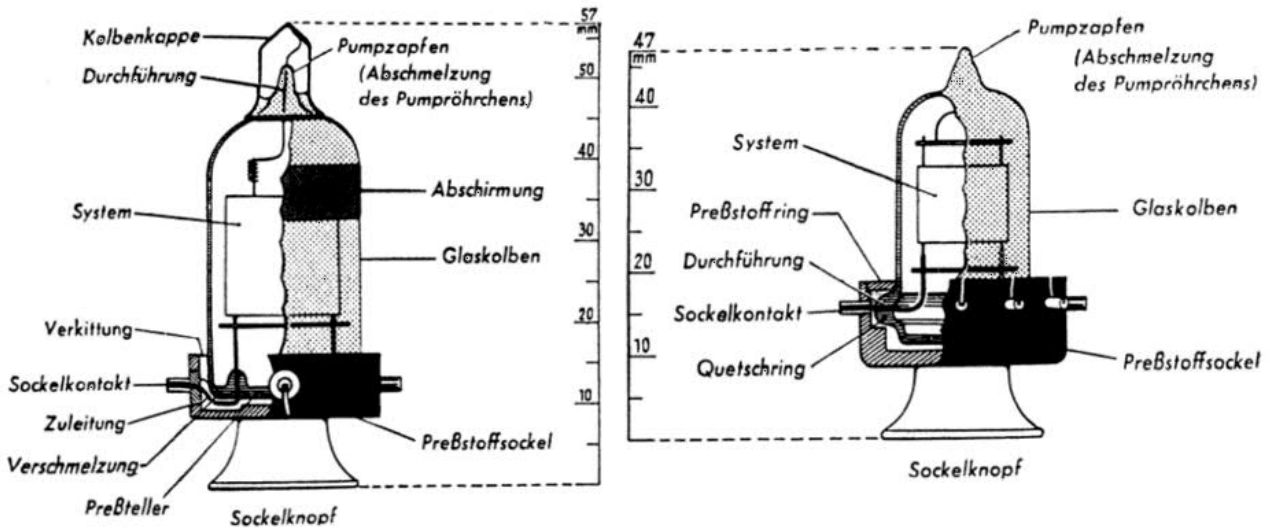 Kolbenkappe
Durchführung
Pumpzapfen
(Abschmelzung
des Pumpröhrchens.)
57
mm
50
40
30
20
10
System
Abschirmung
Glaskolben
Verkittung
Sockelkontakt
Zuleitung
Verschmelzung
Preßteller
Preßstoffsockel
Sockelknopf
47
mm
40
30
20
10
Pumpzapfen
(Abschmelzung
des Pumpröhrchens)
System
Preßstoffring
Glaskolben
Durchführung
Sockelkontakt
Quetschring
Preßstoffsockel
Sockelknopf